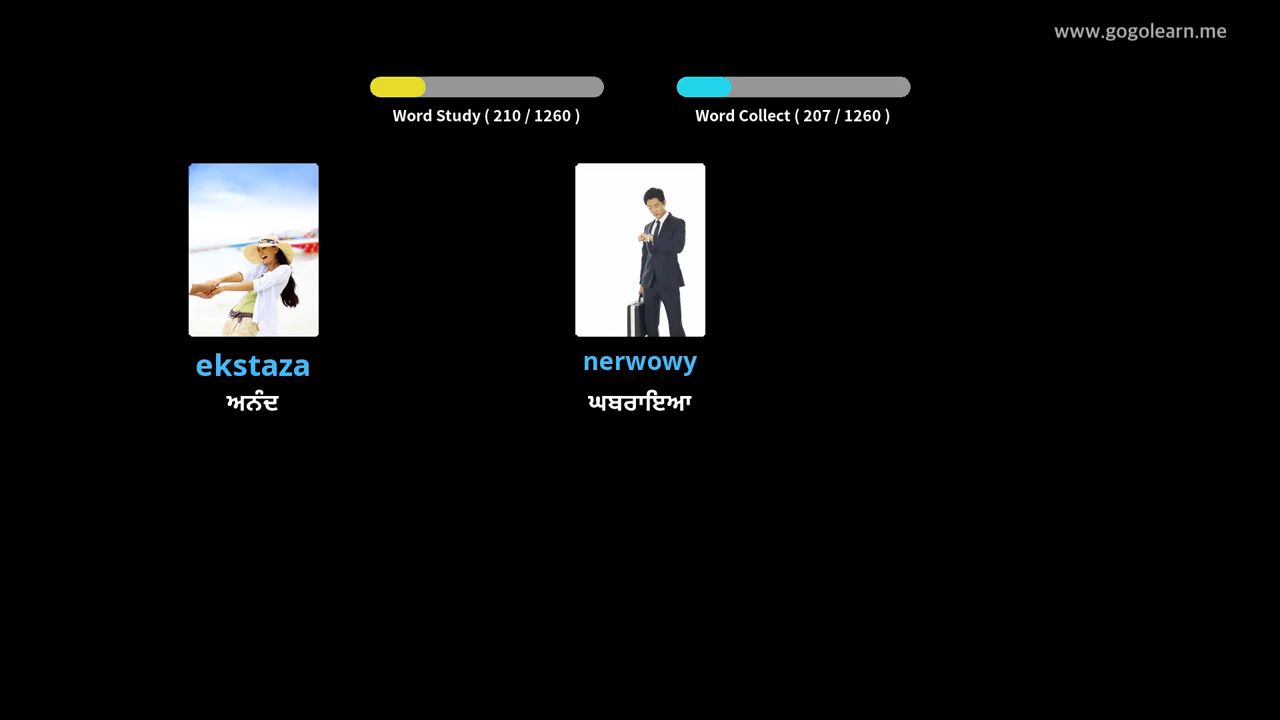 www.gogolearn.me
Word Study ( 210 / 1260 )
Word Collect ( 207 / 1260 )
ekstaza
ਅਨੰਦ
nerwowy
ਘਬਰਾਇਆ